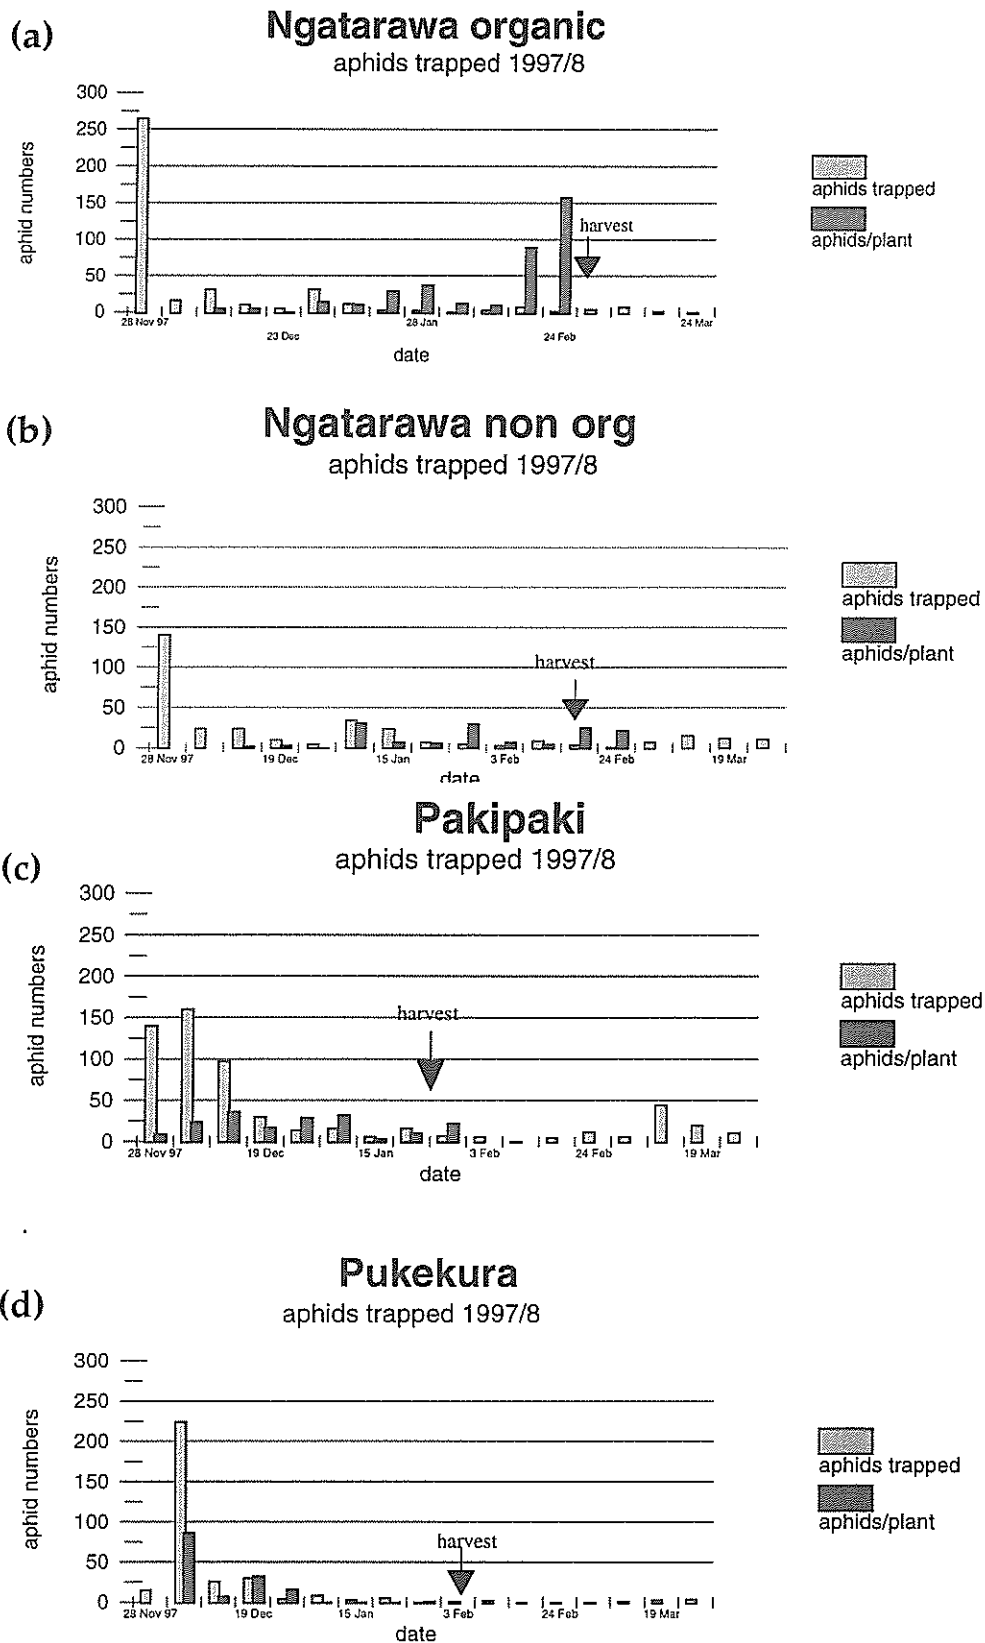 (a)
Ngatarawa organic
aphids trapped 1997/8
300
250
200
150
100
50
0
aphid numbers
harvest
28 Nov 97
23 Dec
28 Jan
24 Feb
24 Mar
date
aphids trapped
aphids/plant
(b)
Ngatarawa non org
aphids trapped 1997/8
300
250
200
150
100
50
0
aphid numbers
harvest
28 Nov 97
19 Dec
15 Jan
3 Feb
24 Feb
19 Mar
date
aphids trapped
aphids/plant
(c)
Pakipaki
aphids trapped 1997/8
300
250
200
150
100
50
0
aphid numbers
harvest
28 Nov 97
19 Dec
15 Jan
3 Feb
24 Feb
19 Mar
date
aphids trapped
aphids/plant
(d)
Pukekura
aphids trapped 1997/8
300
250
200
150
100
50
0
aphid numbers
harvest
28 Nov 97
19 Dec
15 Jan
3 Feb
24 Feb
19 Mar
date
aphids trapped
aphids/plant